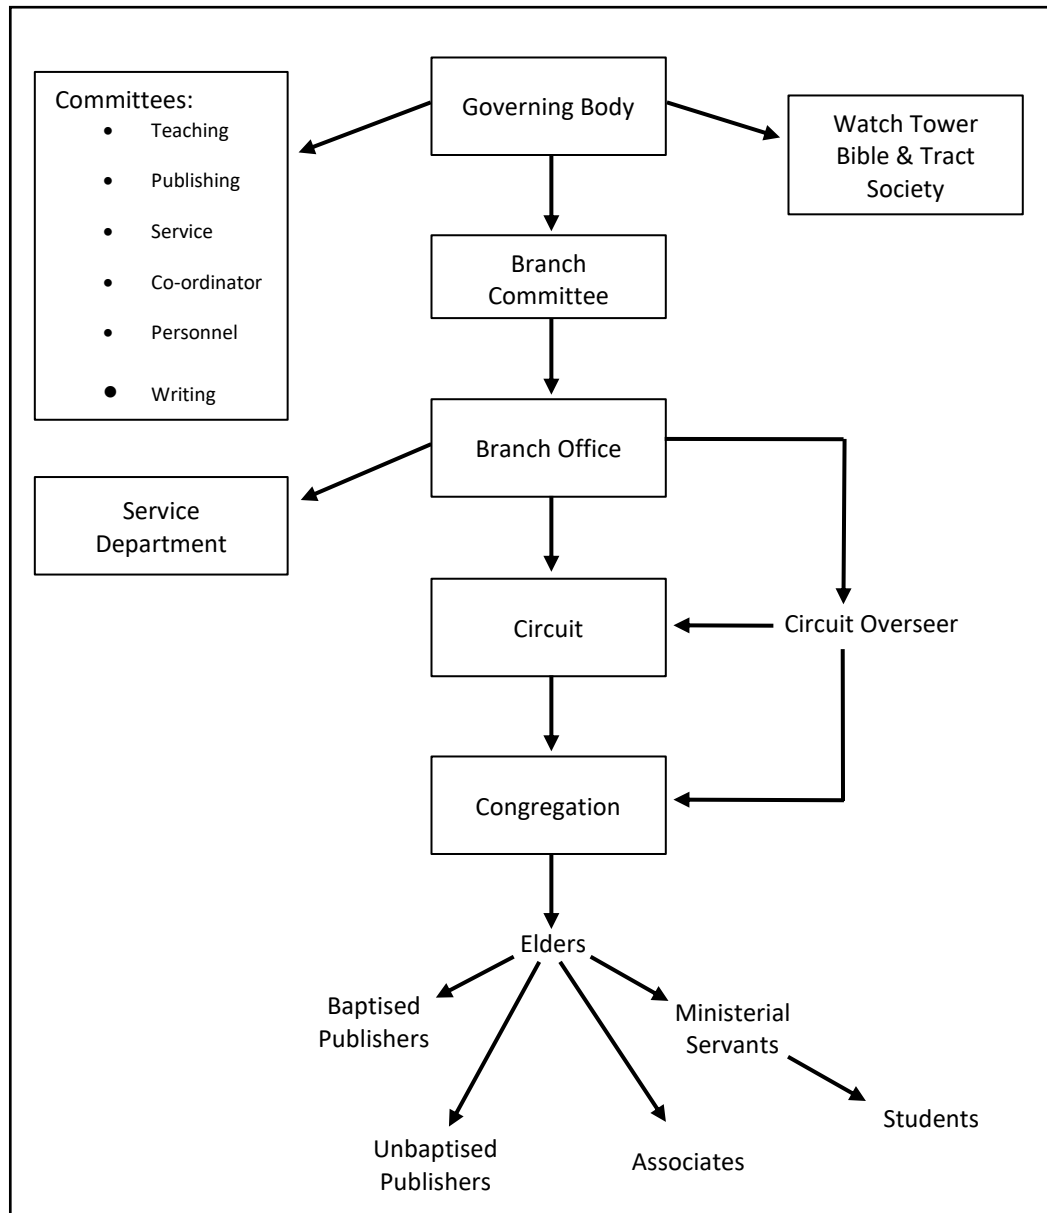 Governing Body
Committees:
• Teaching
• Publishing
• Service
• Co-ordinator
• Personnel
• Writing
Watch Tower
Bible & Tract
Society
Branch
Committee
Branch Office
Service
Department
Circuit
Circuit Overseer
Congregation
Elders
Baptised
Publishers
Ministerial
Servants
Students
Unbaptised
Publishers
Associates